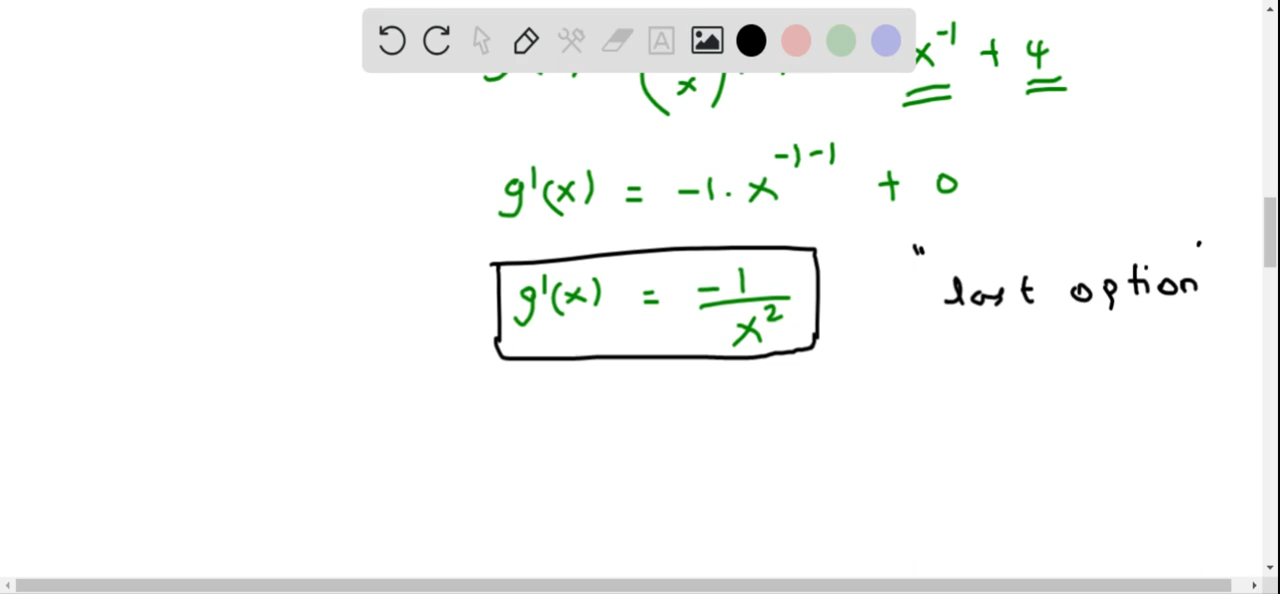 x⁻¹ + 4
(x)
g'(x) = -1 · x⁻¹⁻¹ + 0
g'(x) = -1/x² "last option"
A